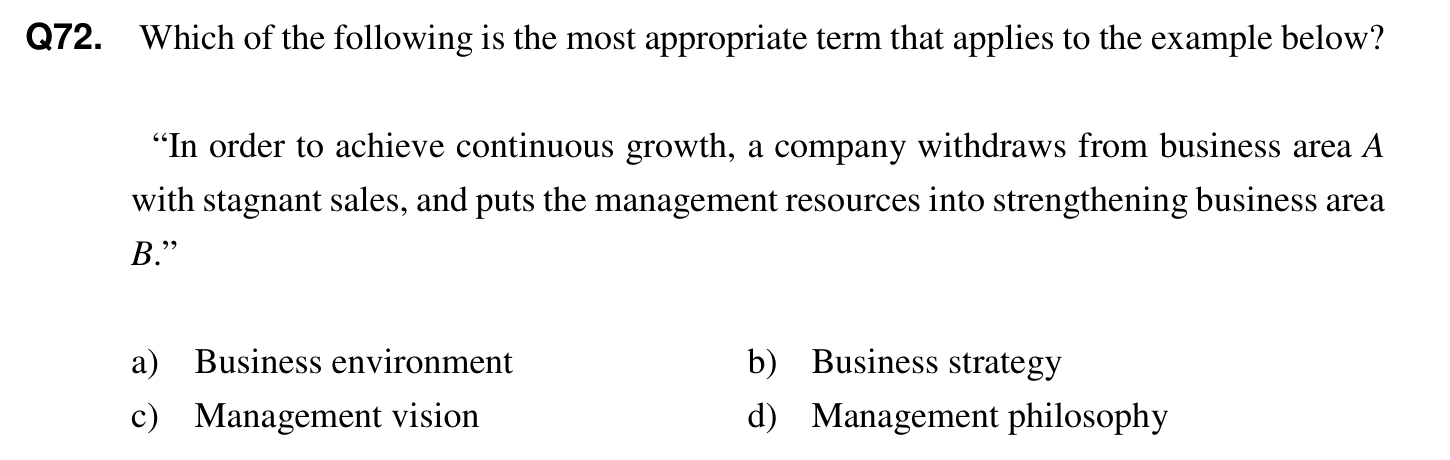 Q72. Which of the following is the most appropriate term that applies to the example below?
“In order to achieve continuous growth, a company withdraws from business area A
with stagnant sales, and puts the management resources into strengthening business area
B.”
a) Business environment b) Business strategy
c) Management vision d) Management philosophy